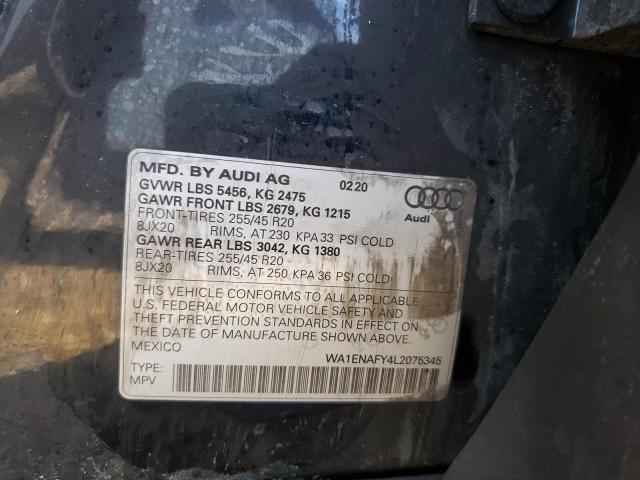 MFD. BY AUDI AG 0220
GVWR LBS 5456, KG 2475
GAWR FRONT LBS 2679, KG 1215
FRONT-TIRES 255/45 R20
8JX20 RIMS, AT 230 KPA 33 PSI COLD
GAWR REAR LBS 3042, KG 1380
REAR-TIRES 255/45 R20
8JX20 RIMS, AT 250 KPA 36 PSI COLD
Audi
THIS VEHICLE CONFORMS TO ALL APPLICABLE
U.S. FEDERAL MOTOR VEHICLE SAFETY AND
THEFT PREVENTION STANDARDS IN EFFECT ON
THE DATE OF MANUFACTURE SHOWN ABOVE.
MEXICO
WA1ENAFY4L2075345
TYPE:
MPV